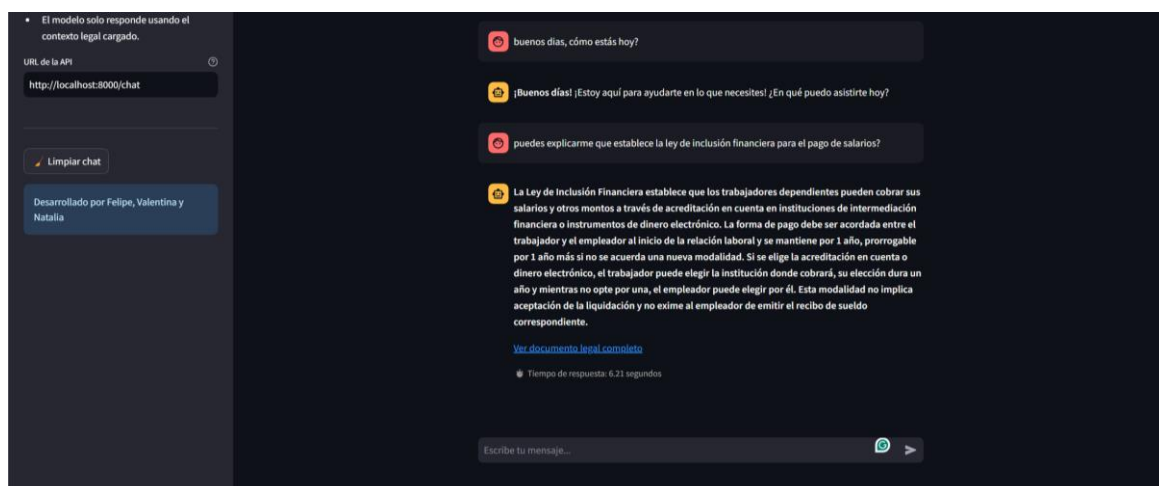 El modelo solo responde usando el
contexto legal cargado.
URL de la API
http://localhost:8000/chat
Limpiar chat
Desarrollado por Felipe, Valentina y
Natalia
buenos dias, cómo estás hoy?
¡Buenos días! ¡Estoy aquí para ayudarte en lo que necesites! ¿En qué puedo asistirte hoy?
puedes explicarme que establece la ley de inclusión financiera para el pago de salarios?
La Ley de Inclusión Financiera establece que los trabajadores dependientes pueden cobrar sus
salarios y otros montos a través de acreditación en cuenta en instituciones de intermediación
financiera o instrumentos de dinero electrónico. La forma de pago debe ser acordada entre el
trabajador y el empleador al inicio de la relación laboral y se mantiene por 1 año, prorrogable
por 1 año más si no se acuerda una nueva modalidad. Si se elige la acreditación en cuenta o
dinero electrónico, el trabajador puede elegir la institución donde cobrará, su elección dura un
año y mientras no opte por una, el empleador puede elegir por él. Esta modalidad no implica
aceptación de la liquidación y no exime al empleador de emitir el recibo de sueldo
correspondiente.
Ver documento legal completo
Tiempo de respuesta: 6.21 segundos
Escribe tu mensaje...